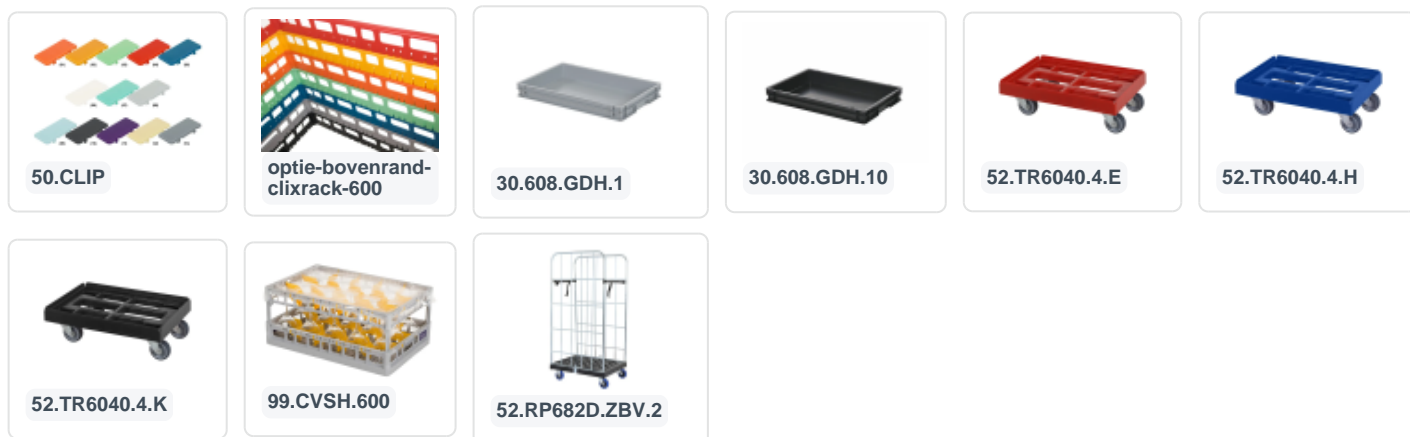 50.CLIP
optie-bovenrand-
clixrack-600
30.608.GDH.1
30.608.GDH.10
52.TR6040.4.E
52.TR6040.4.H
52.TR6040.4.K
99.CVSH.600
52.RP682D.ZBV.2